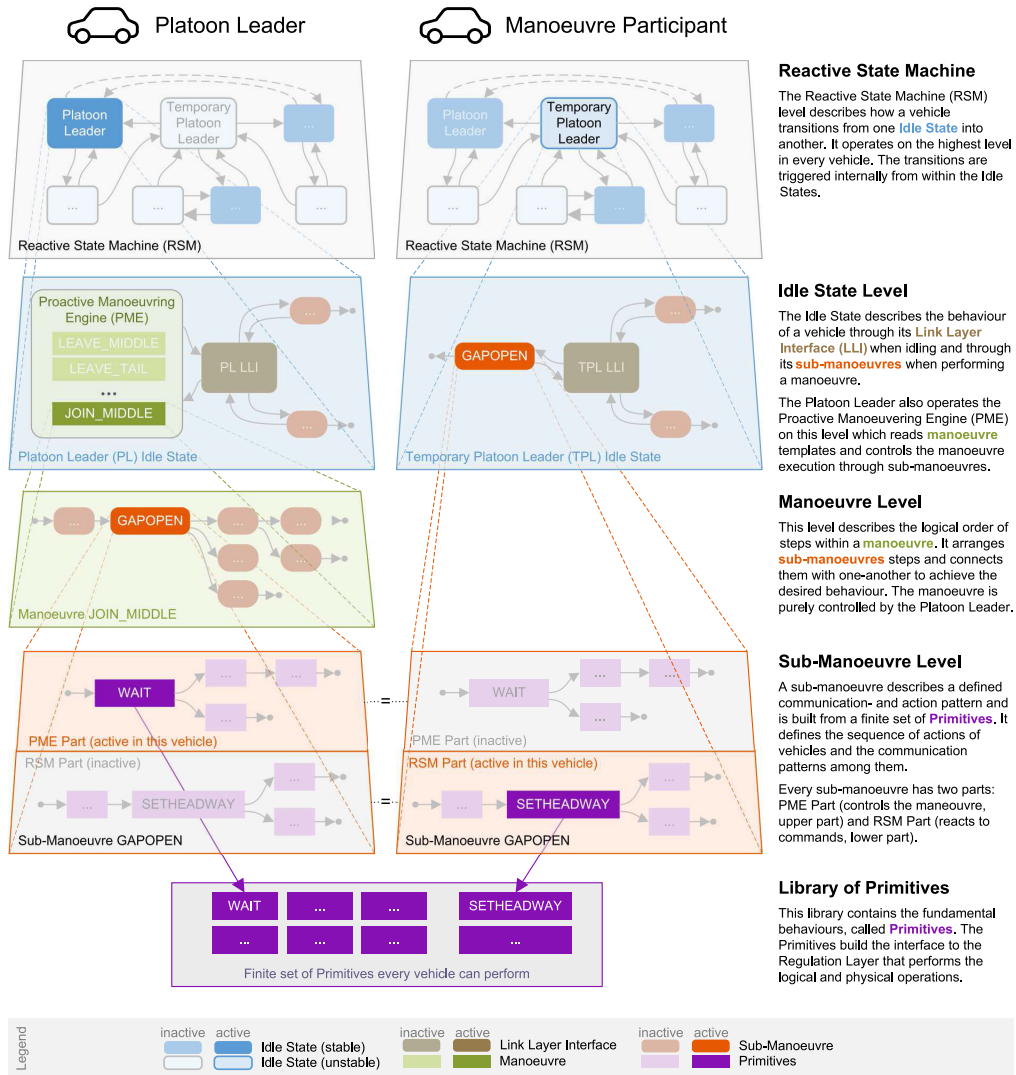 Platoon Leader
Manoeuvre Participant
Platoon
Leader
Temporary
Platoon
Leader
...
...
...
...
...
Reactive State Machine (RSM)
Platoon
Leader
Temporary
Platoon
Leader
...
...
...
...
...
Reactive State Machine (RSM)
Reactive State Machine
The Reactive State Machine (RSM)
level describes how a vehicle
transitions from one Idle State into
another. It operates on the highest level
in every vehicle. The transitions are
triggered internally from within the Idle
States.
Proactive Manoeuvring
Engine (PME)
LEAVE_MIDDLE
LEAVE_TAIL
...
JOIN_MIDDLE
PL LLI
...
...
Platoon Leader (PL) Idle State
GAPOPEN
TPL LLI
...
...
Temporary Platoon Leader (TPL) Idle State
Idle State Level
The Idle State describes the behaviour
of a vehicle through its Link Layer
Interface (LLI) when idling and through
its sub-manoeuvres when performing
a manoeuvre.
The Platoon Leader also operates the
Proactive Manoeuvering Engine (PME)
on this level which reads manoeuvre
templates and controls the manoeuvre
execution through sub-manoeuvres.
...
GAPOPEN
...
...
...
...
...
Manoeuvre JOIN_MIDDLE
Manoeuvre Level
This level describes the logical order of
steps within a manoeuvre. It arranges
sub-manoeuvres steps and connects
them with one-another to achieve the
desired behaviour. The manoeuvre is
purely controlled by the Platoon Leader.
WAIT
...
...
...
PME Part (active in this vehicle)
RSM Part (inactive)
...
SETHEADWAY
...
...
Sub-Manoeuvre GAPOPEN
=
=
WAIT
...
...
...
PME Part (inactive)
RSM Part (active in this vehicle)
...
SETHEADWAY
...
...
Sub-Manoeuvre GAPOPEN
Sub-Manoeuvre Level
A sub-manoeuvre describes a defined
communication- and action pattern and
is built from a finite set of Primitives. It
defines the sequence of actions of
vehicles and the communication
patterns among them.
Every sub-manoeuvre has two parts:
PME Part (controls the maneouvre,
upper part) and RSM Part (reacts to
commands, lower part).
WAIT
...
...
SETHEADWAY
...
...
...
...
Finite set of Primitives every vehicle can perform
Library of Primitives
This library contains the fundamental
behaviours, called Primitives. The
Primitives build the interface to the
Regulation Layer that performs the
logical and physical operations.
Legend
inactive active
Idle State (stable)
Idle State (unstable)
inactive active
Link Layer Interface
Manoeuvre
inactive active
Sub-Manoeuvre
Primitives